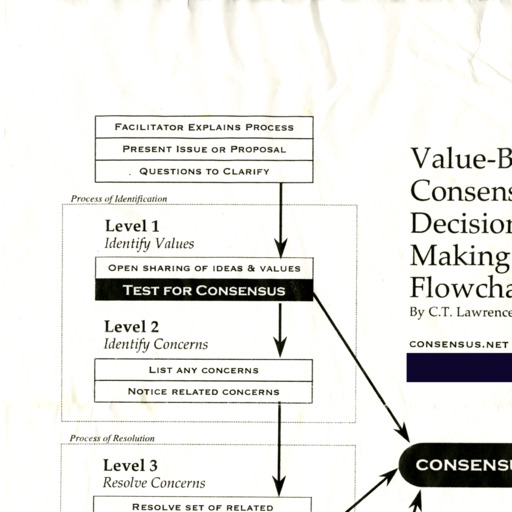 FACILITATOR EXPLAINS PROCESS
PRESENT ISSUE OR PROPOSAL
QUESTIONS TO CLARIFY
Process of Identification
Level 1
Identify Values
OPEN SHARING OF IDEAS & VALUES
TEST FOR CONSENSUS
Level 2
Identify Concerns
LIST ANY CONCERNS
NOTICE RELATED CONCERNS
Process of Resolution
Level 3
Resolve Concerns
RESOLVE SET OF RELATED
Value-B
Consens
Decision
Making
Flowcha
By C.T. Lawrence
CONSENSUS.NET
CONSENSU